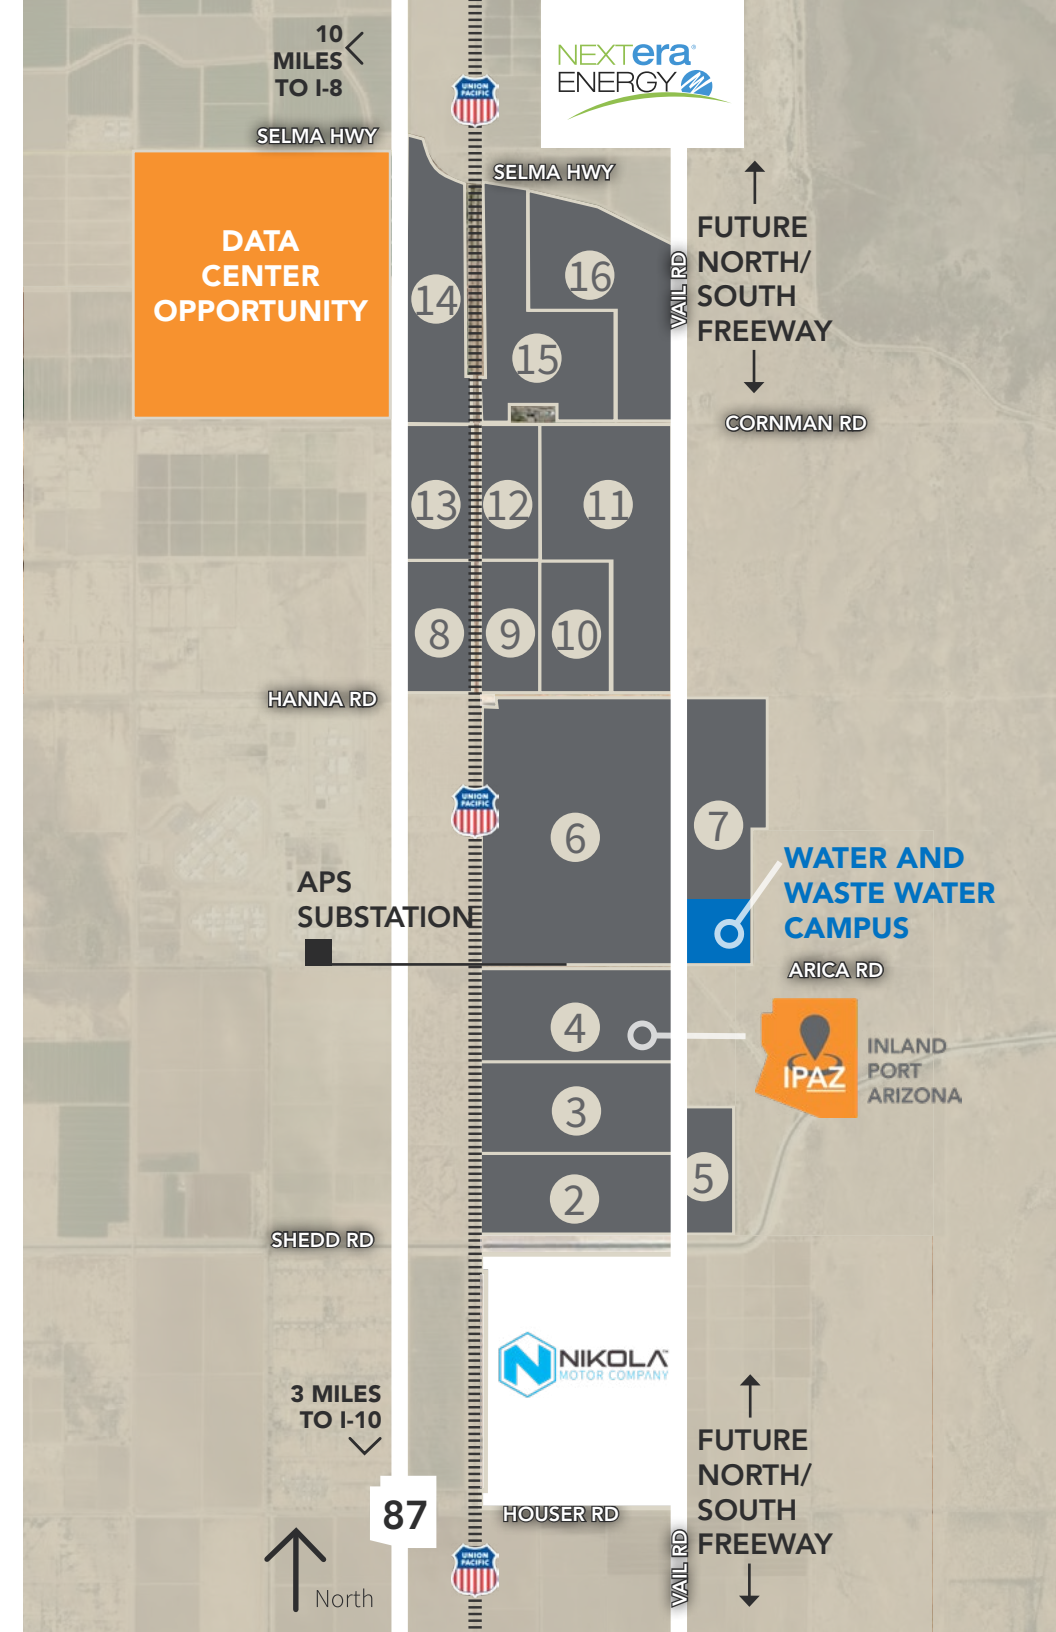 10
MILES
TO I-8
UNION
PACIFIC
NEXTera®
ENERGY
SELMA HWY
SELMA HWY
DATA
CENTER
OPPORTUNITY
FUTURE
NORTH/
SOUTH
FREEWAY
VAIL RD
16
14
15
CORNMAN RD
13
12
11
8
9
10
HANNA RD
UNION
PACIFIC
6
7
WATER AND
WASTE WATER
CAMPUS
APS
SUBSTATION
ARICA RD
4
IPAZ
INLAND
PORT
ARIZONA
3
5
2
SHEDD RD
NIKOLA™
MOTOR COMPANY
3 MILES
TO I-10
FUTURE
NORTH/
SOUTH
FREEWAY
87
HOUSER RD
VAIL RD
UNION
PACIFIC
North